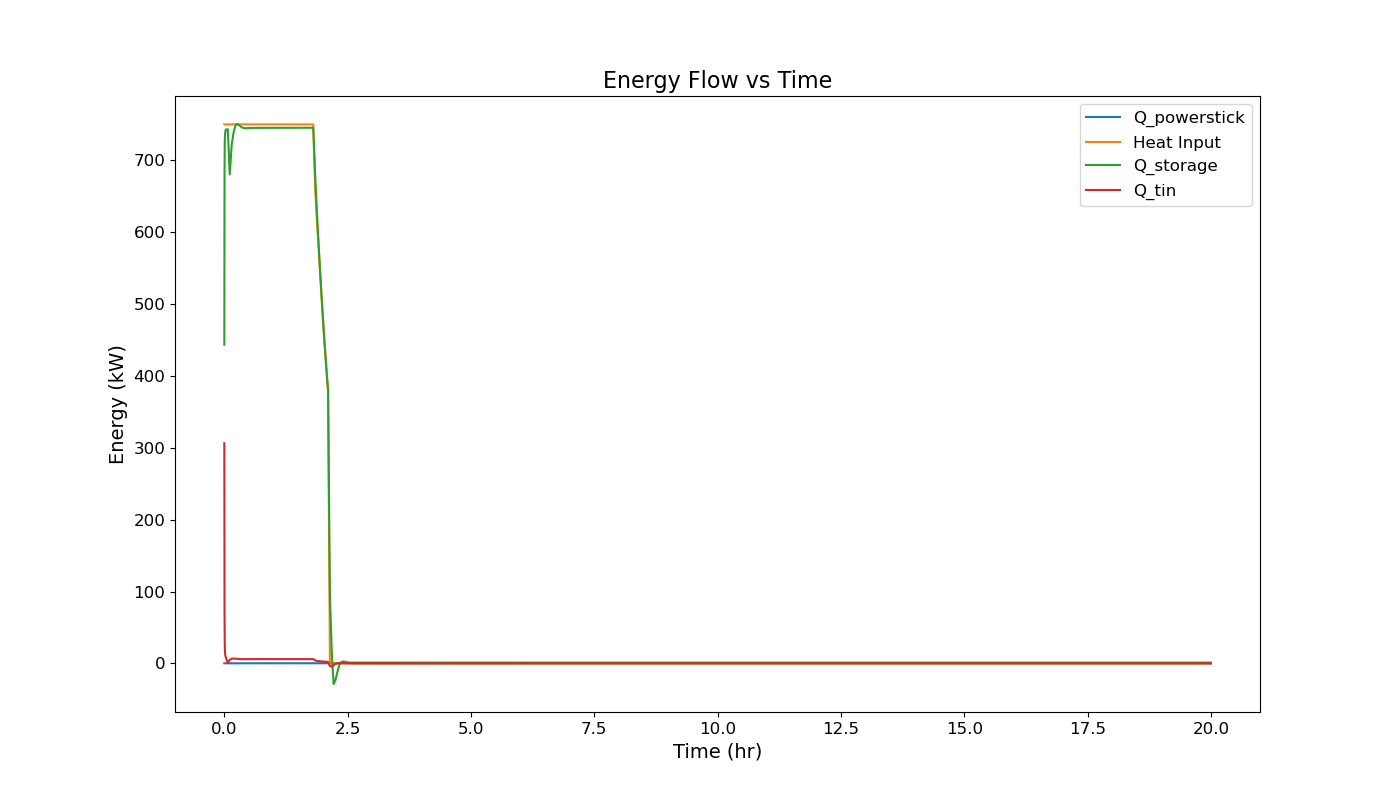 Energy Flow vs Time
Q_powerstick
Heat Input
Q_storage
Q_tin
Energy (kW)
700
600
500
400
300
200
100
0
0.0 2.5 5.0 7.5 10.0 12.5 15.0 17.5 20.0
Time (hr)